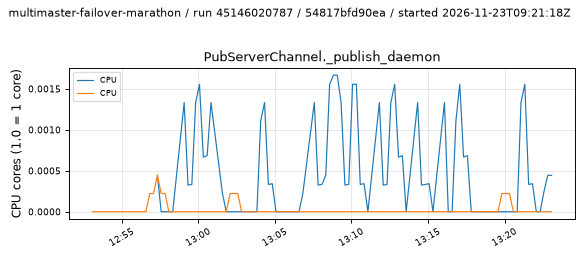 multimaster-failover-marathon / run 45146020787 / 54817bfd90ea / started 2026-11-23T09:21:18Z
PubServerChannel._publish_daemon
CPU
CPU
CPU cores (1.0 = 1 core)
0.0015
0.0010
0.0005
0.0000
12:55
13:00
13:05
13:10
13:15
13:20